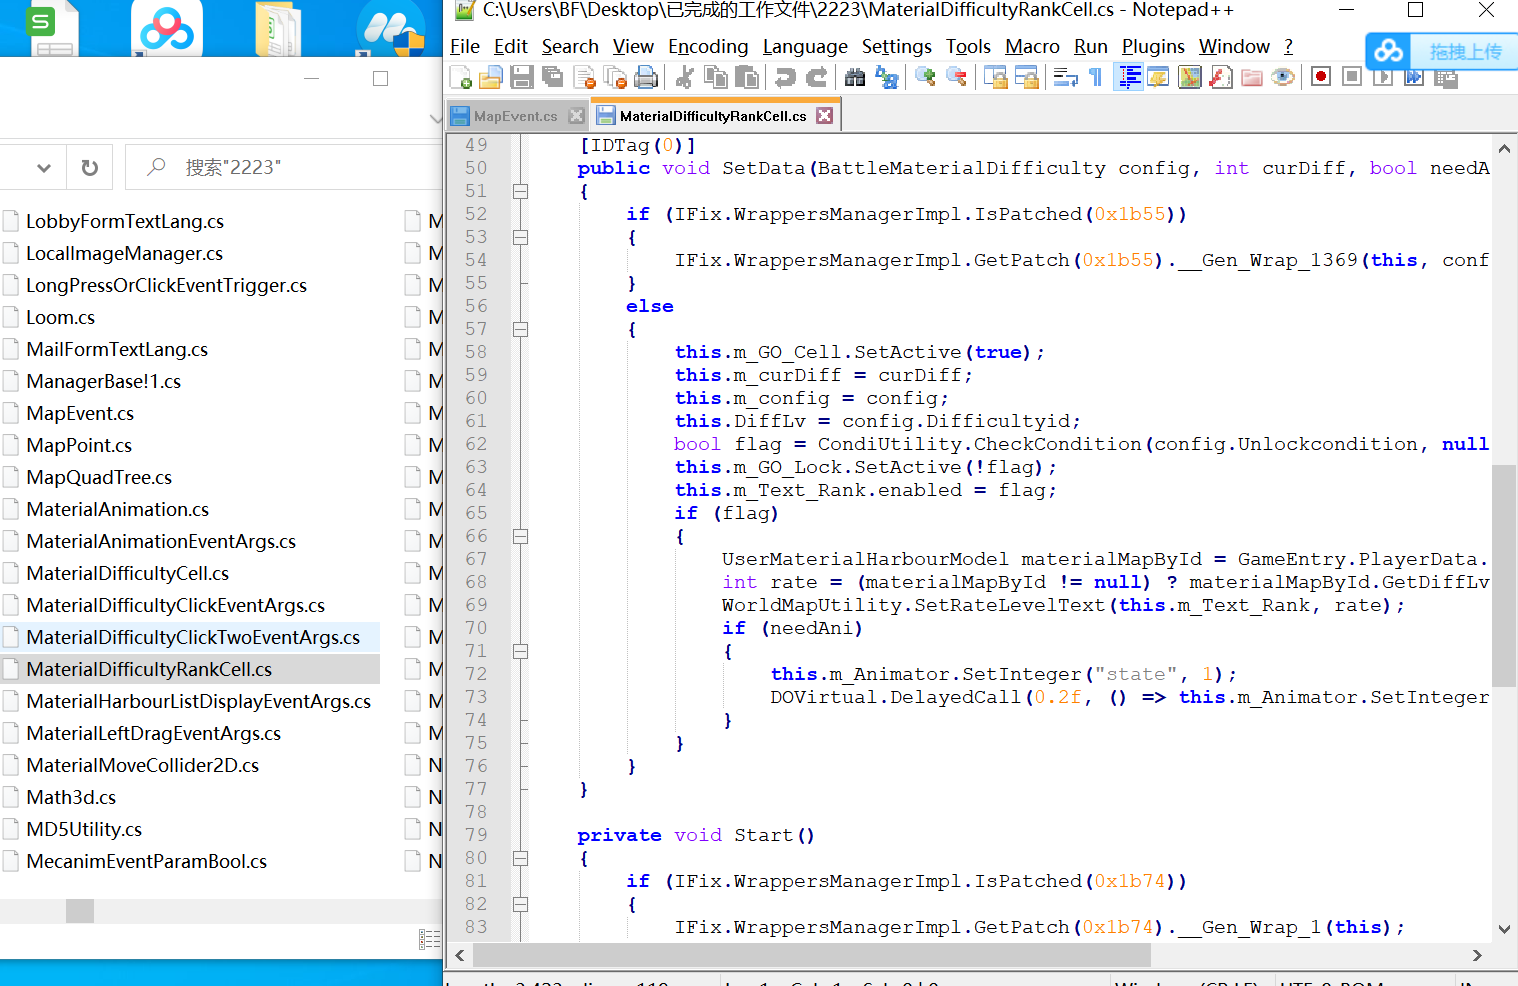 C:\Users\BF\Desktop\已完成的工作文件\2223\MaterialDifficultyRankCell.cs - Notepad++
File Edit Search View Encoding Language Settings Tools Macro Run Plugins Window ?
拖拽上传
MapEvent.cs MaterialDifficultyRankCell.cs
搜索"2223"
LobbyFormTextLang.cs
LocalImageManager.cs
LongPressOrClickEventTrigger.cs
Loom.cs
MailFormTextLang.cs
ManagerBase!1.cs
MapEvent.cs
MapPoint.cs
MapQuadTree.cs
MaterialAnimation.cs
MaterialAnimationEventArgs.cs
MaterialDifficultyCell.cs
MaterialDifficultyClickEventArgs.cs
MaterialDifficultyClickTwoEventArgs.cs
MaterialDifficultyRankCell.cs
MaterialHarbourListDisplayEventArgs.cs
MaterialLeftDragEventArgs.cs
MaterialMoveCollider2D.cs
Math3d.cs
MD5Utility.cs
MecanimEventParamBool.cs
49 [IDTag(0)]
50 public void SetData(BattleMaterialDifficulty config, int curDiff, bool needA
51 {
52 if (IFix.WrappersManagerImpl.IsPatched(0x1b55))
53 {
54 IFix.WrappersManagerImpl.GetPatch(0x1b55).__Gen_Wrap_1369(this, conf
55 }
56 else
57 {
58 this.m_GO_Cell.SetActive(true);
59 this.m_curDiff = curDiff;
60 this.m_config = config;
61 this.DiffLv = config.Difficultyid;
62 bool flag = CondiUtility.CheckCondition(config.Unlockcondition, null
63 this.m_GO_Lock.SetActive(!flag);
64 this.m_Text_Rank.enabled = flag;
65 if (flag)
66 {
67 UserMaterialHarbourModel materialMapById = GameEntry.PlayerData.
68 int rate = (materialMapById != null) ? materialMapById.GetDiffLv
69 WorldMapUtility.SetRateLevelText(this.m_Text_Rank, rate);
70 if (needAni)
71 {
72 this.m_Animator.SetInteger("state", 1);
73 DOVirtual.DelayedCall(0.2f, () => this.m_Animator.SetInteger
74 }
75 }
76 }
77 }
78
79 private void Start()
80 {
81 if (IFix.WrappersManagerImpl.IsPatched(0x1b74))
82 {
83 IFix.WrappersManagerImpl.GetPatch(0x1b74).__Gen_Wrap_1(this);